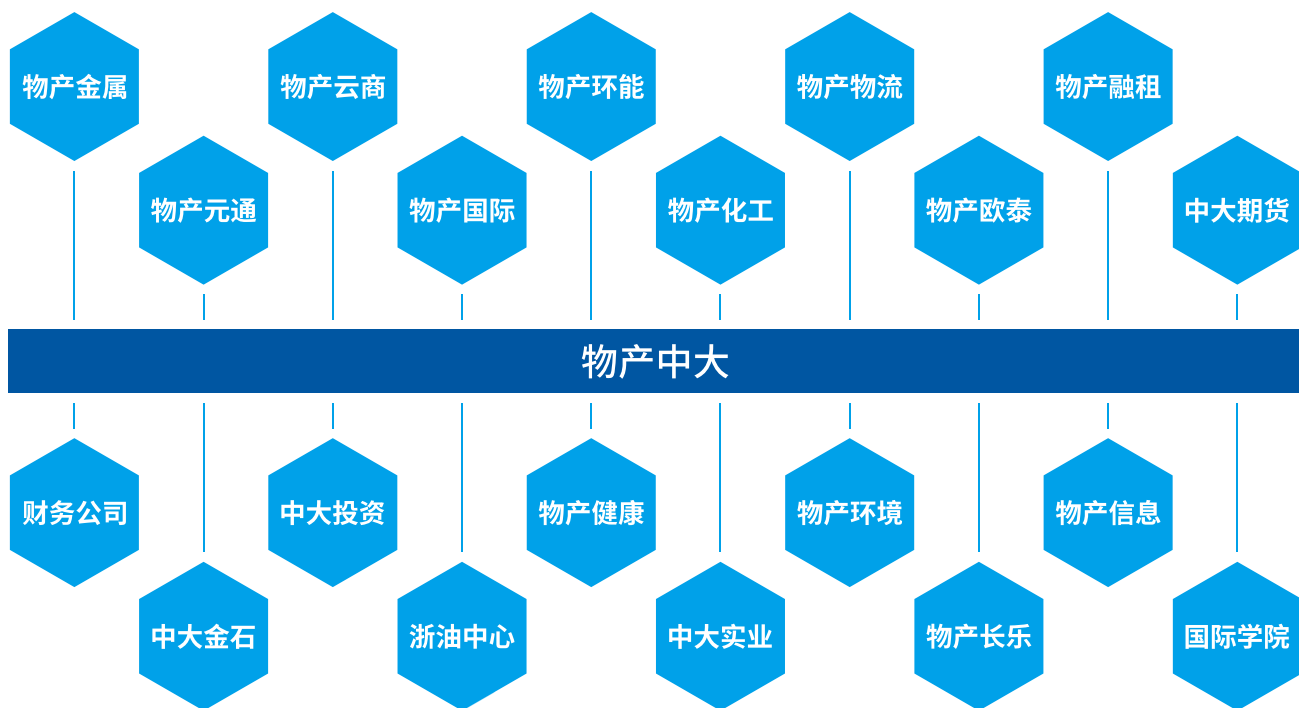 物产金属
物产云商
物产环能
物产物流
物产融租
物产元通
物产国际
物产化工
物产欧泰
中大期货
物产中大
财务公司
中大投资
物产健康
物产环境
物产信息
中大金石
浙油中心
中大实业
物产长乐
国际学院